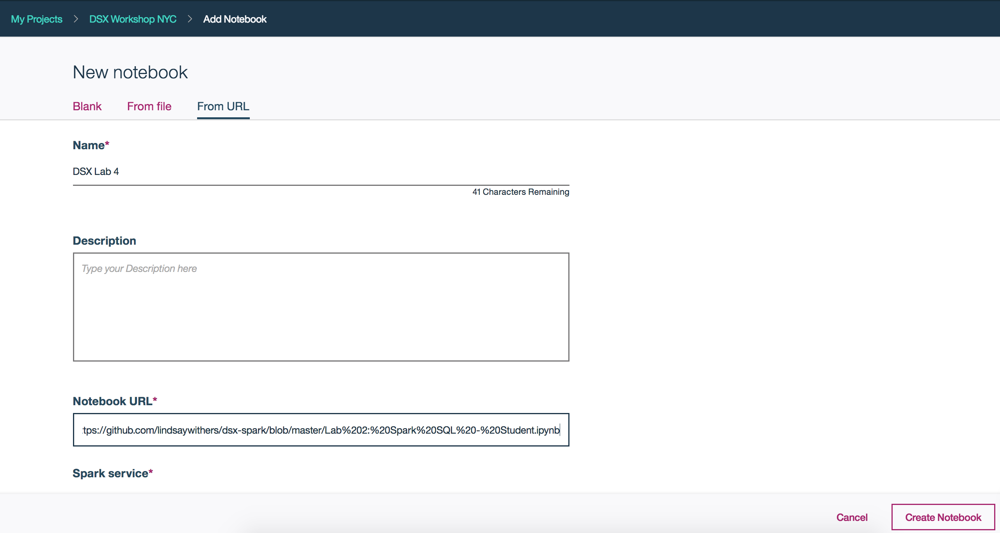 My Projects > DSX Workshop NYC > Add Notebook
New notebook
Blank From file From URL
Name*
DSX Lab 4
41 Characters Remaining
Description
Type your Description here
Notebook URL*
tps://github.com/lindsaywithers/dsx-spark/blob/master/Lab%202:%20Spark%20SQL%20-%20Student.ipynb
Spark service*
Cancel Create Notebook